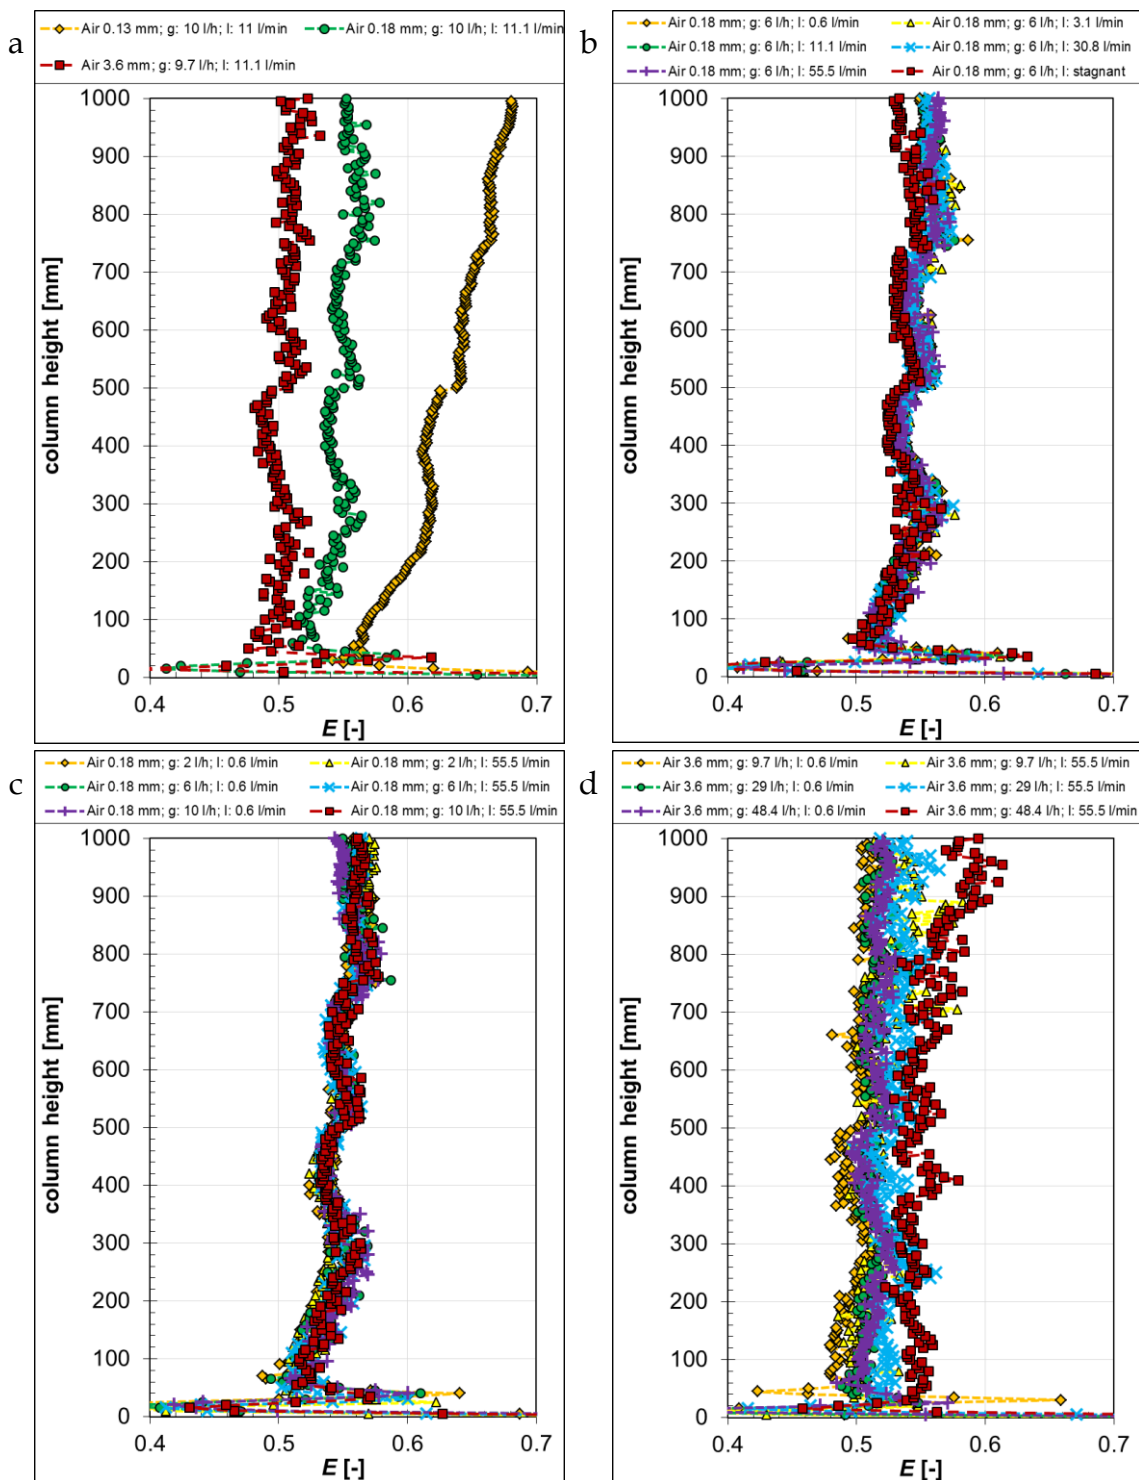 a
Air 0.13 mm; g: 10 l/h; l: 11 l/min
Air 0.18 mm; g: 10 l/h; l: 11.1 l/min
Air 3.6 mm; g: 9.7 l/h; l: 11.1 l/min
column height [mm]
1000
900
800
700
600
500
400
300
200
100
0
0.4 0.5 0.6 0.7
E [-]
b
Air 0.18 mm; g: 6 l/h; l: 0.6 l/min
Air 0.18 mm; g: 6 l/h; l: 3.1 l/min
Air 0.18 mm; g: 6 l/h; l: 11.1 l/min
Air 0.18 mm; g: 6 l/h; l: 30.8 l/min
Air 0.18 mm; g: 6 l/h; l: 55.5 l/min
Air 0.18 mm; g: 6 l/h; l: stagnant
column height [mm]
1000
900
800
700
600
500
400
300
200
100
0
0.4 0.5 0.6 0.7
E [-]
c
Air 0.18 mm; g: 2 l/h; l: 0.6 l/min
Air 0.18 mm; g: 2 l/h; l: 55.5 l/min
Air 0.18 mm; g: 6 l/h; l: 0.6 l/min
Air 0.18 mm; g: 6 l/h; l: 55.5 l/min
Air 0.18 mm; g: 10 l/h; l: 0.6 l/min
Air 0.18 mm; g: 10 l/h; l: 55.5 l/min
column height [mm]
1000
900
800
700
600
500
400
300
200
100
0
0.4 0.5 0.6 0.7
E [-]
d
Air 3.6 mm; g: 9.7 l/h; l: 0.6 l/min
Air 3.6 mm; g: 9.7 l/h; l: 55.5 l/min
Air 3.6 mm; g: 29 l/h; l: 0.6 l/min
Air 3.6 mm; g: 29 l/h; l: 55.5 l/min
Air 3.6 mm; g: 48.4 l/h; l: 0.6 l/min
Air 3.6 mm; g: 48.4 l/h; l: 55.5 l/min
column height [mm]
1000
900
800
700
600
500
400
300
200
100
0
0.4 0.5 0.6 0.7
E [-]